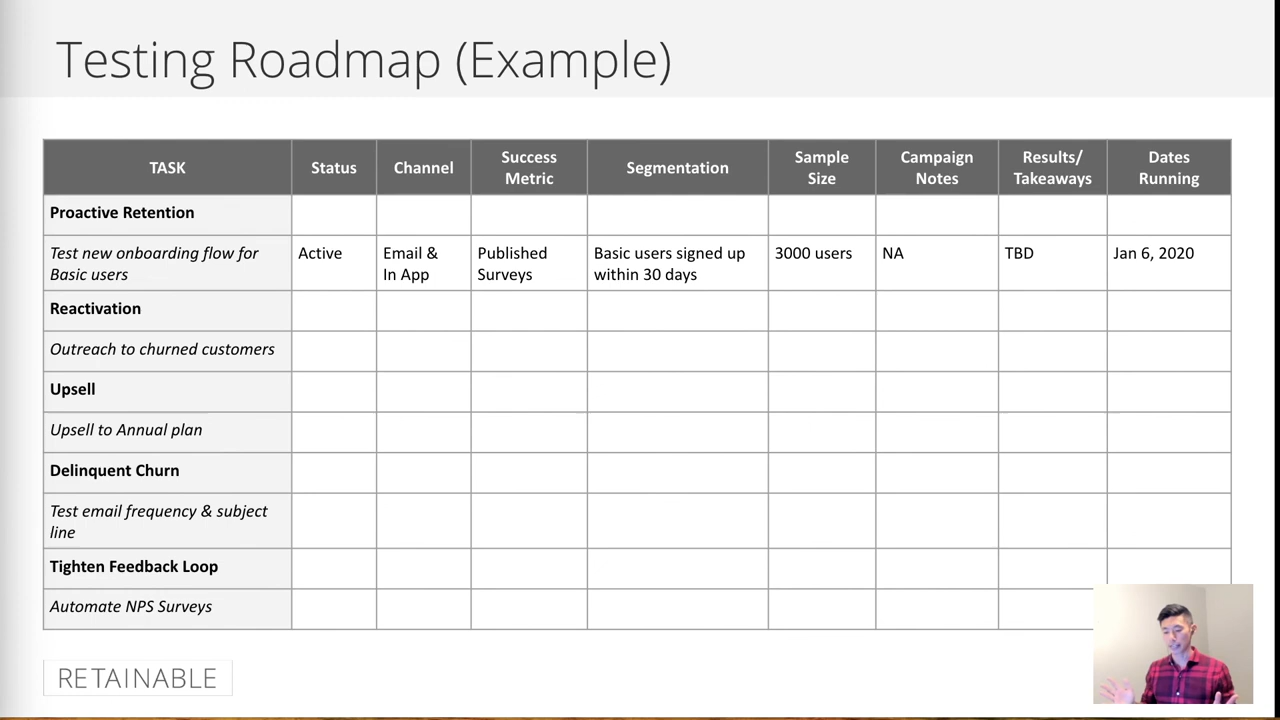 Testing Roadmap (Example)
TASK
Status
Channel
Success
Metric
Segmentation
Sample
Size
Campaign
Notes
Results/
Takeaways
Dates
Running
Proactive Retention
Test new onboarding flow for
Basic users
Active
Email &
In App
Published
Surveys
Basic users signed up
within 30 days
3000 users
NA
TBD
Jan 6, 2020
Reactivation
Outreach to churned customers
Upsell
Upsell to Annual plan
Delinquent Churn
Test email frequency & subject
line
Tighten Feedback Loop
Automate NPS Surveys
RETAINABLE